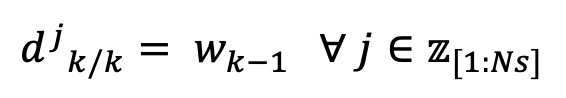 d^j_{k/k} = w_{k−1} ∀ j ∈ ℤ_{[1:Ns]}